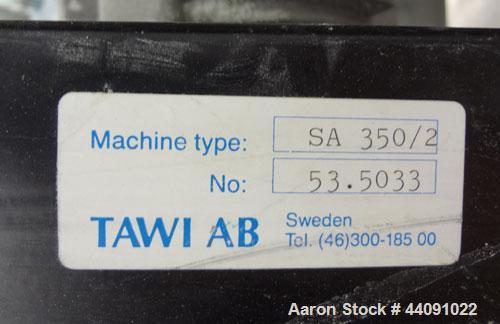 Machine type: SA 350/2
No: 53.5033
TAWI AB
Sweden
Tel. (46)300-185 00
Aaron Stock # 44091022